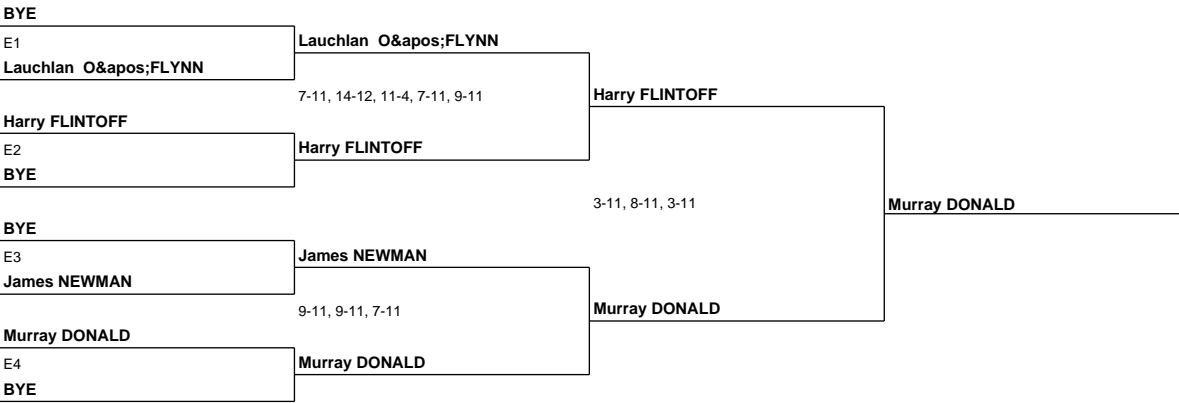 BYE
E1
Lauchlan  O&apos;FLYNN
Lauchlan  O&apos;FLYNN
7-11, 14-12, 11-4, 7-11, 9-11
Harry FLINTOFF
Harry FLINTOFF
E2
Harry FLINTOFF
BYE
3-11, 8-11, 3-11
Murray DONALD
BYE
E3
James NEWMAN
James NEWMAN
9-11, 9-11, 7-11
Murray DONALD
Murray DONALD
E4
Murray DONALD
BYE